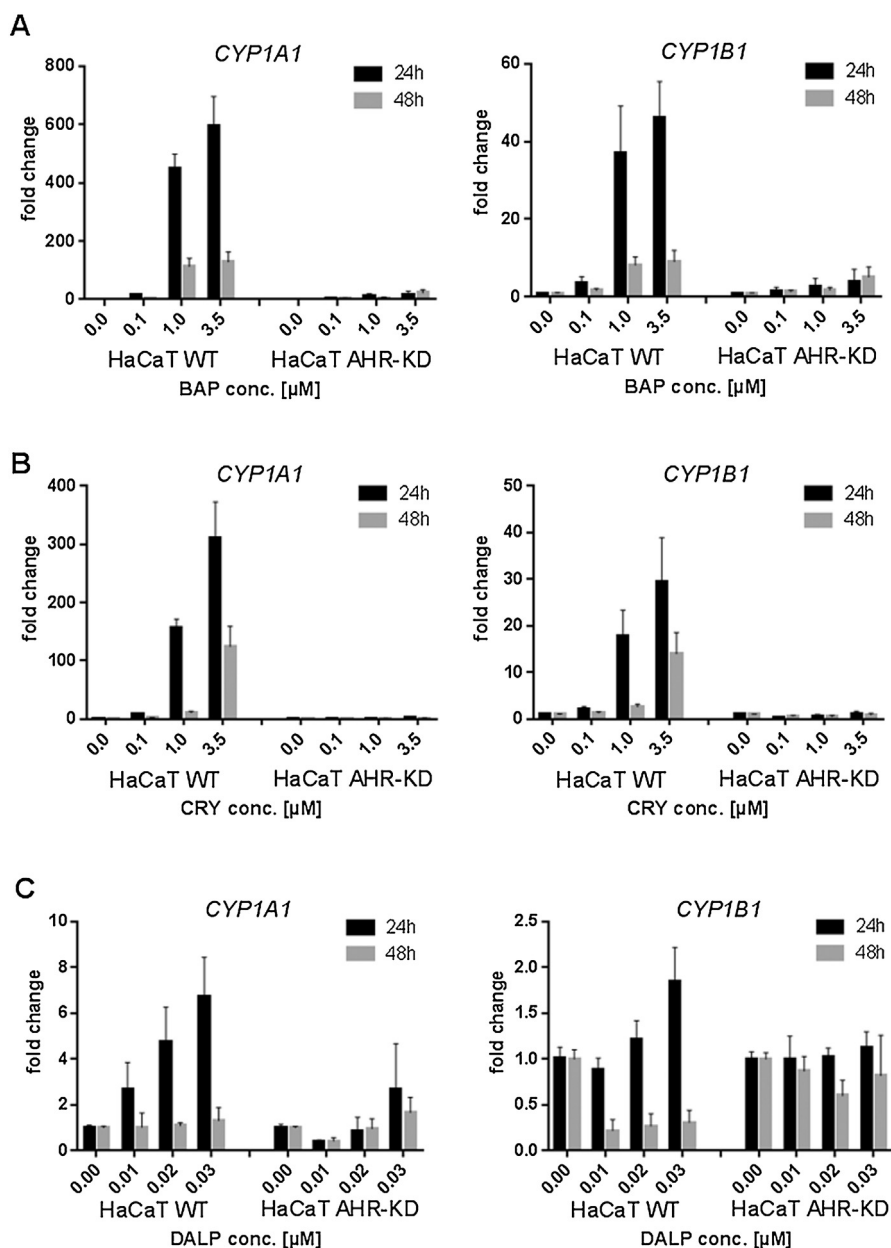 A
CYP1A1
24h
48h
fold change
800
600
400
200
0
0.0 0.1 1.0 3.5 0.0 0.1 1.0 3.5
HaCaT WT HaCaT AHR-KD
BAP conc. [µM]
CYP1B1
24h
48h
fold change
60
40
20
0
0.0 0.1 1.0 3.5 0.0 0.1 1.0 3.5
HaCaT WT HaCaT AHR-KD
BAP conc. [µM]
B
CYP1A1
24h
48h
fold change
400
300
200
100
0
0.0 0.1 1.0 3.5 0.0 0.1 1.0 3.5
HaCaT WT HaCaT AHR-KD
CRY conc. [µM]
CYP1B1
24h
48h
fold change
50
40
30
20
10
0
0.0 0.1 1.0 3.5 0.0 0.1 1.0 3.5
HaCaT WT HaCaT AHR-KD
CRY conc. [µM]
C
CYP1A1
24h
48h
fold change
10
8
6
4
2
0
0.00 0.01 0.02 0.03 0.00 0.01 0.02 0.03
HaCaT WT HaCaT AHR-KD
DALP conc. [µM]
CYP1B1
24h
48h
fold change
2.5
2.0
1.5
1.0
0.5
0.0
0.00 0.01 0.02 0.03 0.00 0.01 0.02 0.03
HaCaT WT HaCaT AHR-KD
DALP conc. [µM]